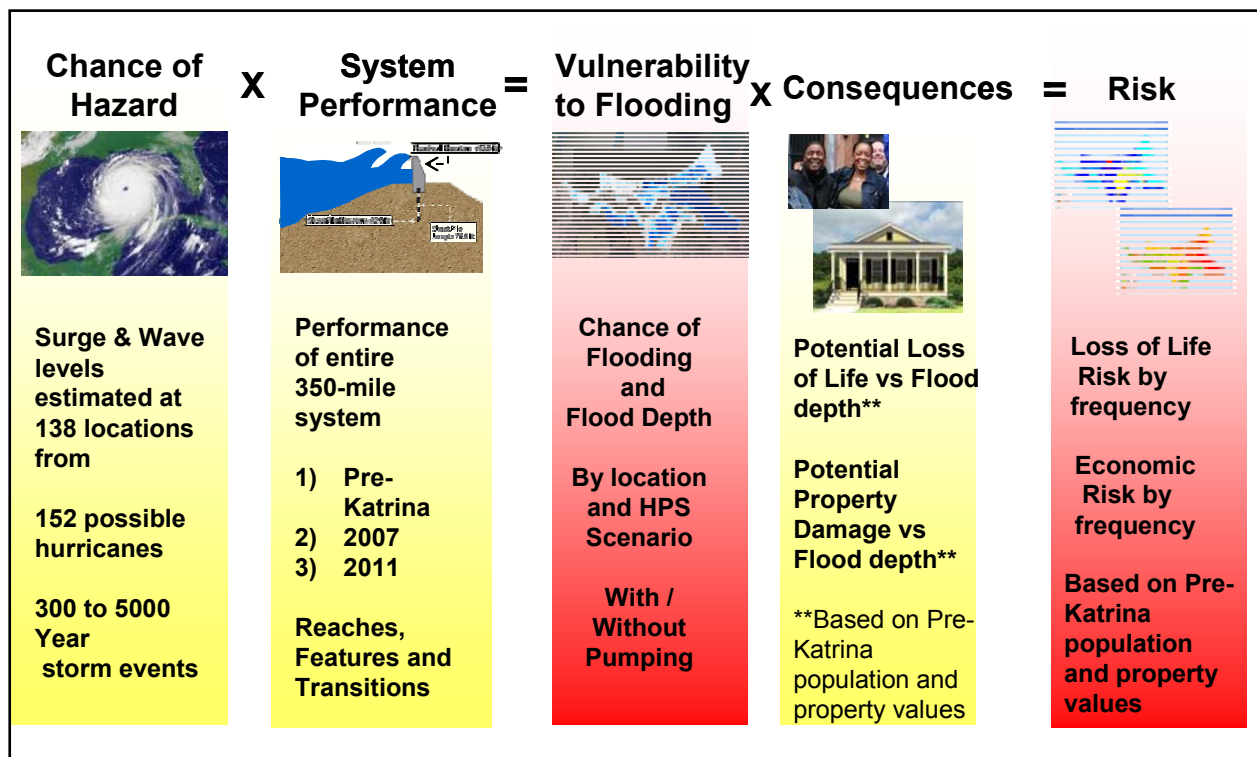 Chance of
Hazard
x
System
Performance
=
Vulnerability
to Flooding
x
Consequences
=
Risk
Surge & Wave
levels
estimated at
138 locations
from
152 possible
hurricanes
300 to 5000
Year
storm events
Performance
of entire
350-mile
system
1) Pre-
Katrina
2) 2007
3) 2011
Reaches,
Features and
Transitions
Chance of
Flooding
and
Flood Depth
By location
and HPS
Scenario
With /
Without
Pumping
Potential Loss
of Life vs Flood
depth**
Potential
Property
Damage vs
Flood depth**
**Based on Pre-
Katrina
population and
property values
Loss of Life
Risk by
frequency
Economic
Risk by
frequency
Based on Pre-
Katrina
population
and property
values